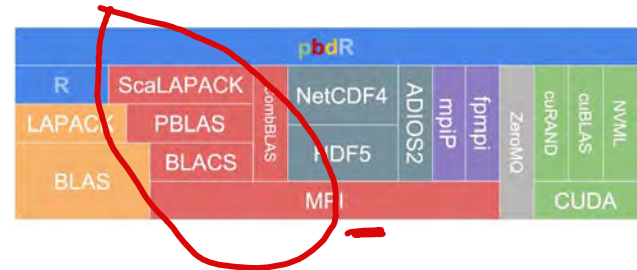 pbdR
R
ScaLAPACK
CombBLAS
NetCDF4
ADIOS2
mpiP
fpmpi
ZeroMQ
cuRAND
cuBLAS
NVML
LAPACK
PBLAS
HDF5
BLAS
BLACS
MPI
CUDA